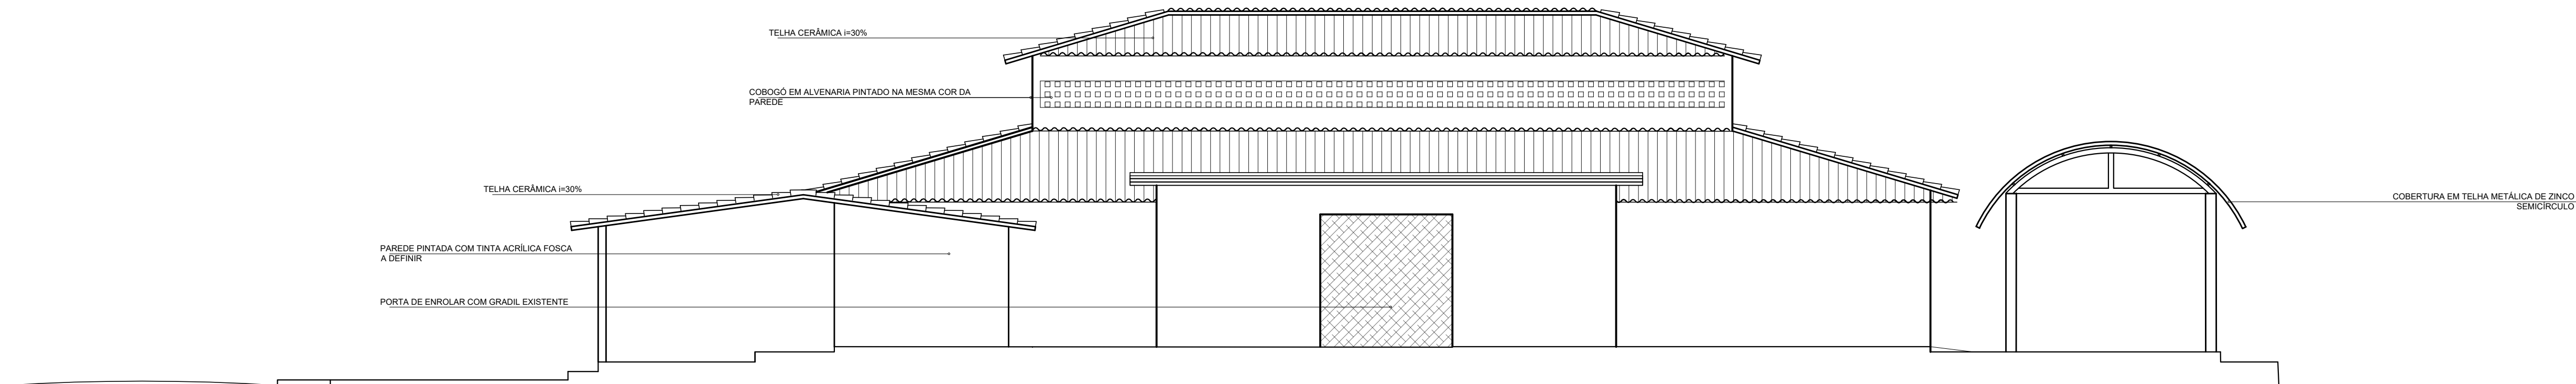 TELHA CERÂMICA i=30%
COBOGÓ EM ALVENARIA PINTADO NA MESMA COR DA
PAREDE
TELHA CERÂMICA i=30%
COBERTURA EM TELHA METÁLICA DE ZINCO
SEMICÍRCULO
PAREDE PINTADA COM TINTA ACRÍLICA FOSCA
A DEFINIR
PORTA DE ENROLAR COM GRADIL EXISTENTE